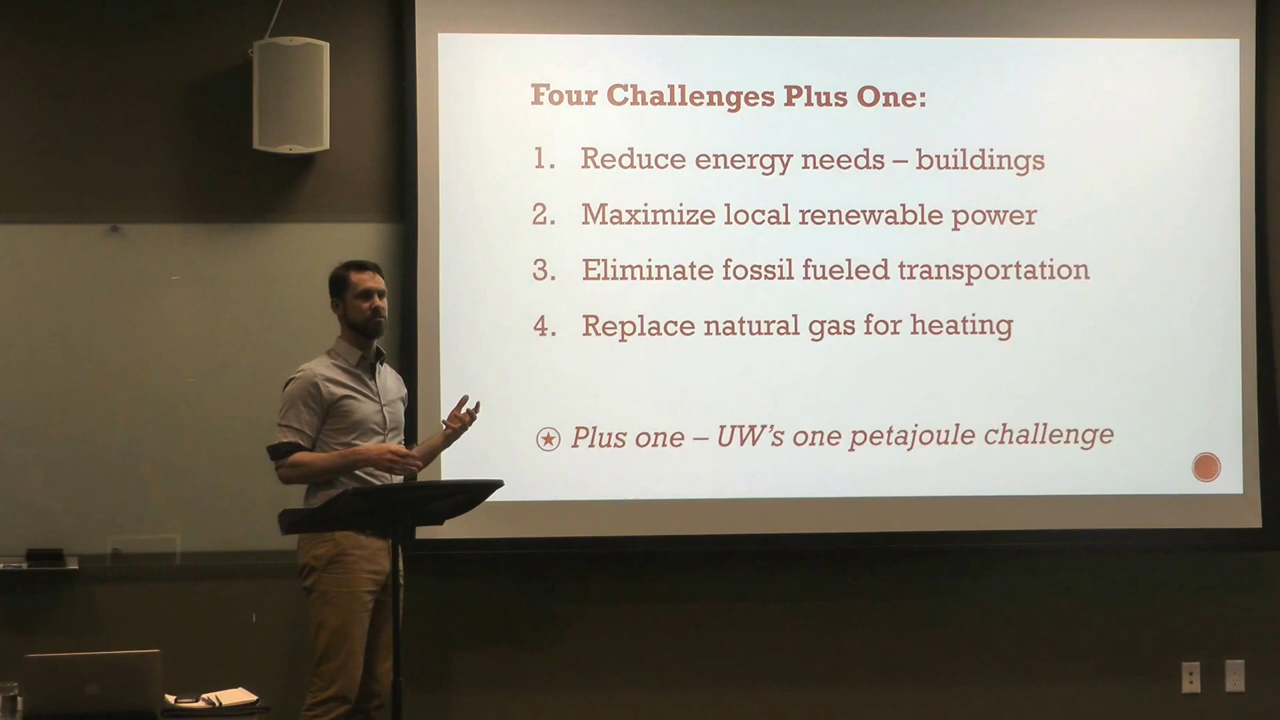 Four Challenges Plus One:
1. Reduce energy needs – buildings
2. Maximize local renewable power
3. Eliminate fossil fueled transportation
4. Replace natural gas for heating
Plus one – UW's one petajoule challenge